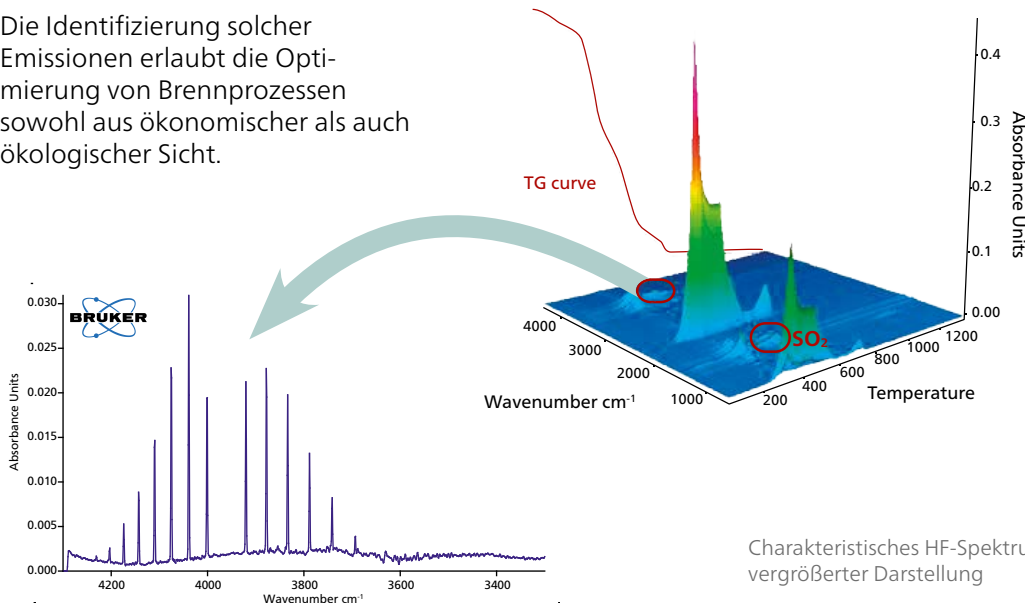 Die Identifizierung solcher
Emissionen erlaubt die Opti-
mierung von Brennprozessen
sowohl aus ökonomischer als auch
ökologischer Sicht.
TG curve
0.4
0.3
0.2
0.1
0.00
Absorbance Units
4000
3000
2000
1000
Wavenumber cm⁻¹
200
400
600
800
1000
1200
Temperature
SO₂
BRUKER
0.030
0.025
0.020
0.015
0.010
0.005
0.000
Absorbance Units
4200
4000
3800
3600
3400
Wavenumber cm⁻¹
Charakteristisches
vergrößerter Darstellung